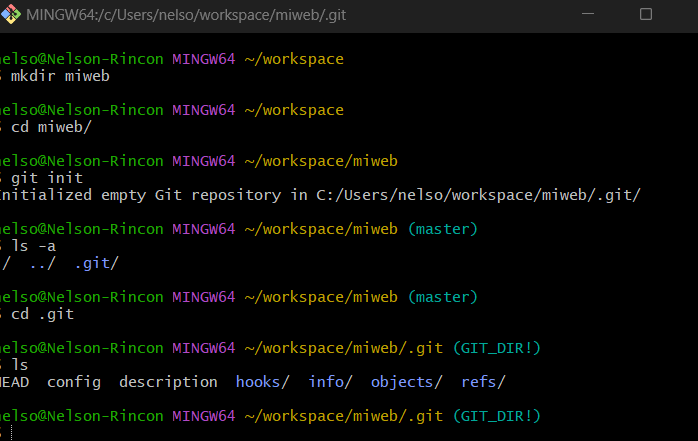 MINGW64:/c/Users/nelso/workspace/miweb/.git
nelso@Nelson-Rincon MINGW64 ~/workspace
$ mkdir miweb
nelso@Nelson-Rincon MINGW64 ~/workspace
$ cd miweb/
nelso@Nelson-Rincon MINGW64 ~/workspace/miweb
$ git init
Initialized empty Git repository in C:/Users/nelso/workspace/miweb/.git/
nelso@Nelson-Rincon MINGW64 ~/workspace/miweb (master)
$ ls -a
./ ../ .git/
nelso@Nelson-Rincon MINGW64 ~/workspace/miweb (master)
$ cd .git
nelso@Nelson-Rincon MINGW64 ~/workspace/miweb/.git (GIT_DIR!)
$ ls
HEAD config description hooks/ info/ objects/ refs/
nelso@Nelson-Rincon MINGW64 ~/workspace/miweb/.git (GIT_DIR!)
$